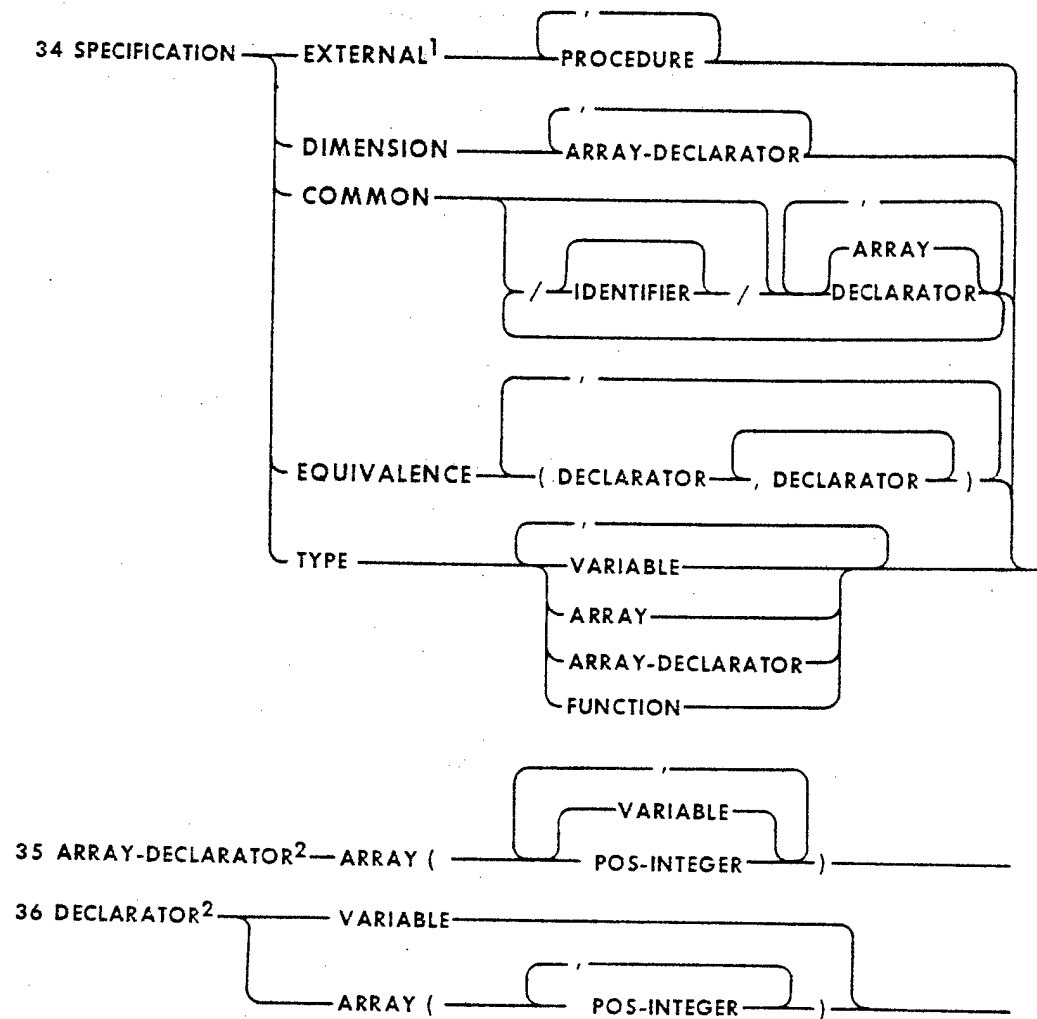 ,
34 SPECIFICATION EXTERNAL1 PROCEDURE
,
DIMENSION ARRAY-DECLARATOR
COMMON
,
ARRAY
/ IDENTIFIER / DECLARATOR
,
EQUIVALENCE ( DECLARATOR , DECLARATOR )
,
TYPE VARIABLE
ARRAY
ARRAY-DECLARATOR
FUNCTION
,
VARIABLE
35 ARRAY-DECLARATOR2 ARRAY ( POS-INTEGER )
36 DECLARATOR2 VARIABLE
,
ARRAY ( POS-INTEGER )